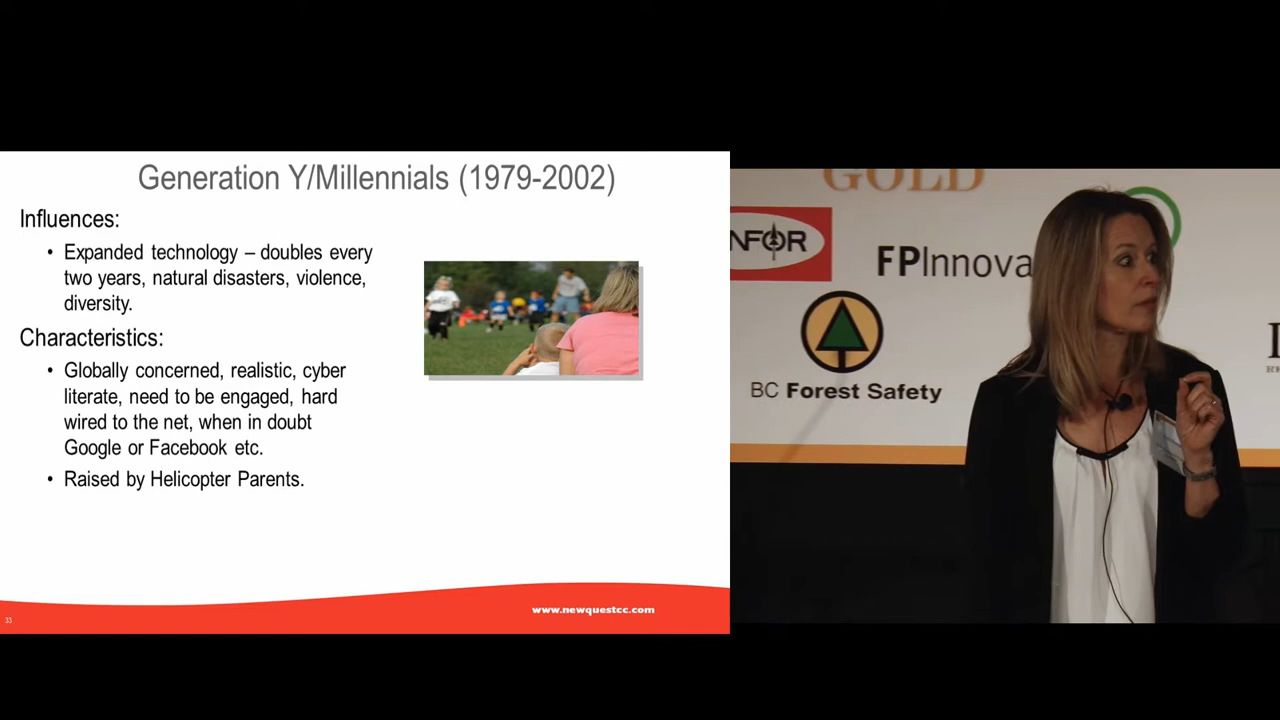 Generation Y/Millennials (1979-2002)
Influences:
• Expanded technology – doubles every
two years, natural disasters, violence,
diversity.
Characteristics:
• Globally concerned, realistic, cyber
literate, need to be engaged, hard
wired to the net, when in doubt
Google or Facebook etc.
• Raised by Helicopter Parents.
www.newquestcc.com
33
GOLD
NFOR
FPInnova
BC Forest Safety